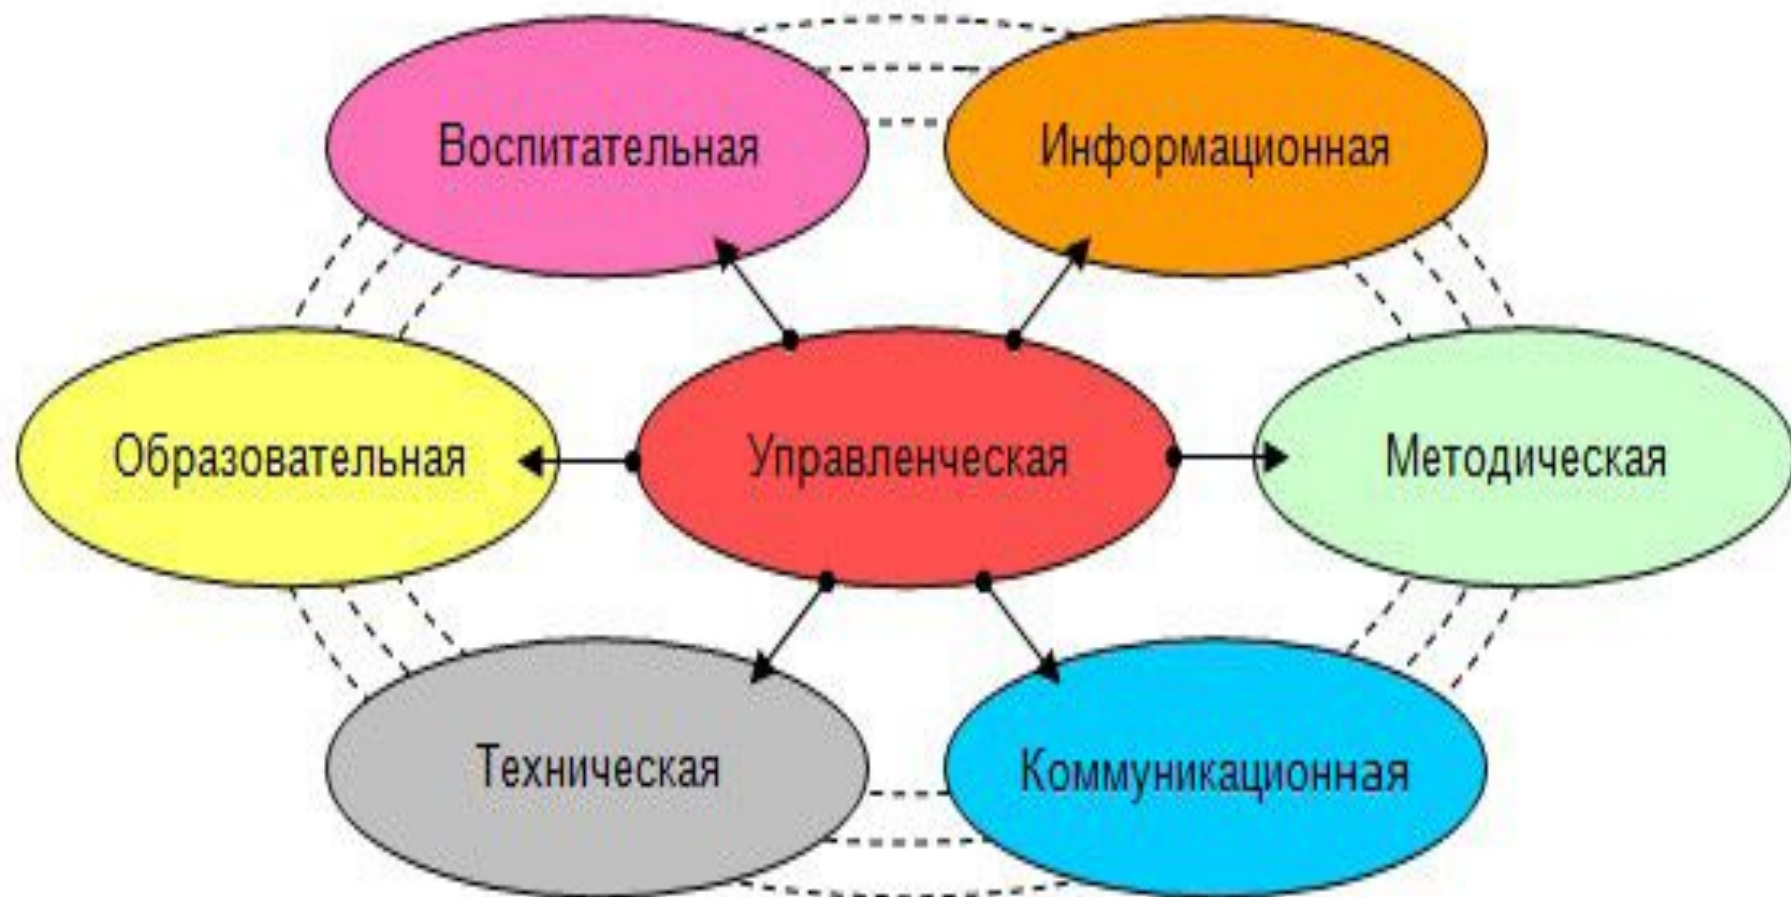 Воспитательная
Информационная
Образовательная
Управленческая
Методическая
Техническая
Коммуникационная